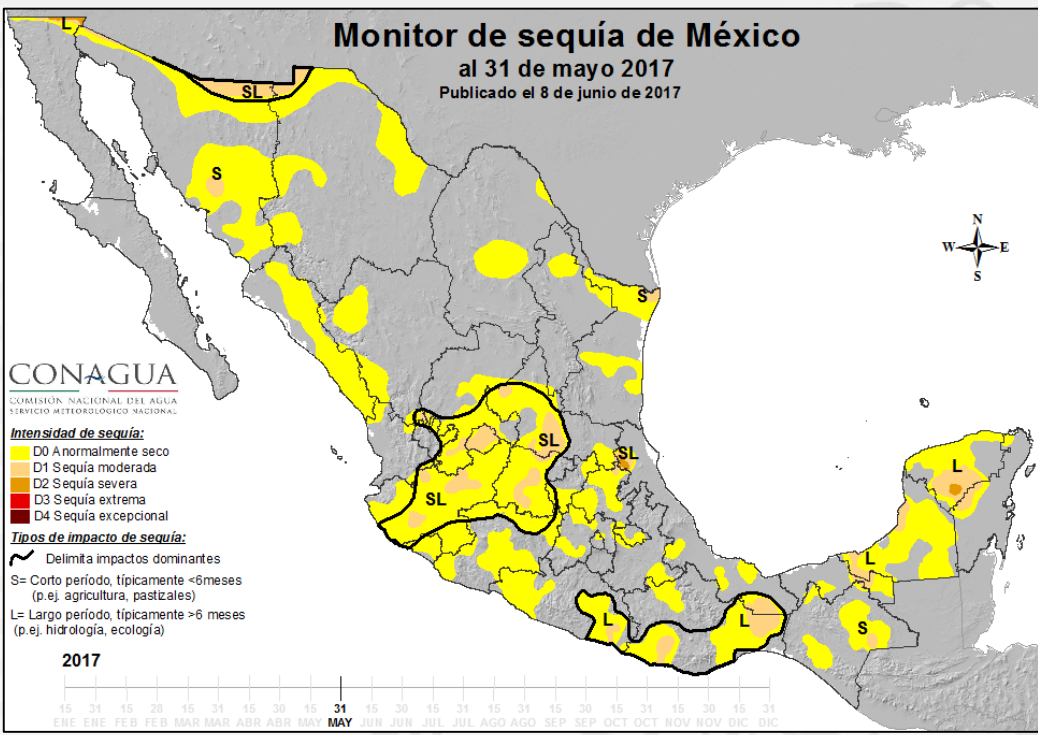 Monitor de sequía de México
al 31 de mayo 2017
Publicado el 8 de junio de 2017
L
SL
S
N
W E
S
S
CONAGUA
COMISIÓN NACIONAL DEL AGUA
SERVICIO METEOROLÓGICO NACIONAL
Intensidad de sequía:
D0 Anormalmente seco
D1 Sequía moderada
D2 Sequía severa
D3 Sequía extrema
D4 Sequía excepcional
Tipos de impacto de sequía:
Delimita impactos dominantes
S= Corto período, típicamente <6meses
(p.ej. agricultura, pastizales)
L= Largo período, típicamente >6 meses
(p.ej. hidrología, ecología)
SL
SL
L
SL
L
L
L
S
2017
15 31 15 28 15 31 15 30 15 31 15 30 15 31 15 31 15 30 15 31 15 30 15 31
ENE ENE FEB FEB MAR MAR ABR ABR MAY MAY JUN JUN JUL JUL AGO AGO SEP SEP OCT OCT NOV NOV DIC DIC